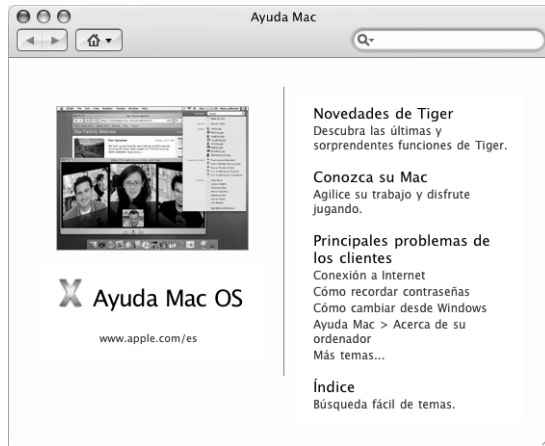 Ayuda Mac
Ayuda Mac OS
www.apple.com/es
Novedades de Tiger
Descubra las últimas y
sorprendentes funciones de Tiger.
Conozca su Mac
Agilice su trabajo y disfrute
jugando.
Principales problemas de
los clientes
Conexión a Internet
Cómo recordar contraseñas
Cómo cambiar desde Windows
Ayuda Mac > Acerca de su
ordenador
Más temas...
Índice
Búsqueda fácil de temas.